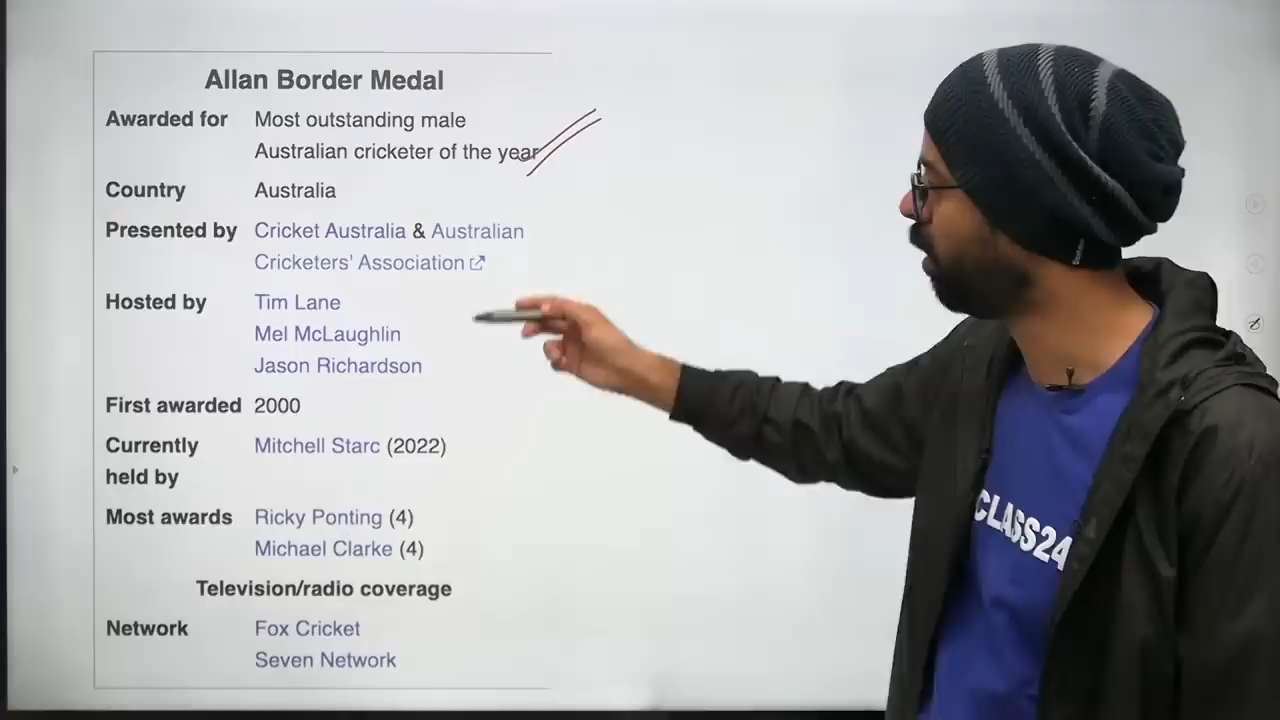 Allan Border Medal
Awarded for Most outstanding male
Australian cricketer of the year
Country Australia
Presented by Cricket Australia & Australian
Cricketers' Association
Hosted by Tim Lane
Mel McLaughlin
Jason Richardson
First awarded 2000
Currently Mitchell Starc (2022)
held by
Most awards Ricky Ponting (4)
Michael Clarke (4)
Television/radio coverage
Network Fox Cricket
Seven Network
CLASS24